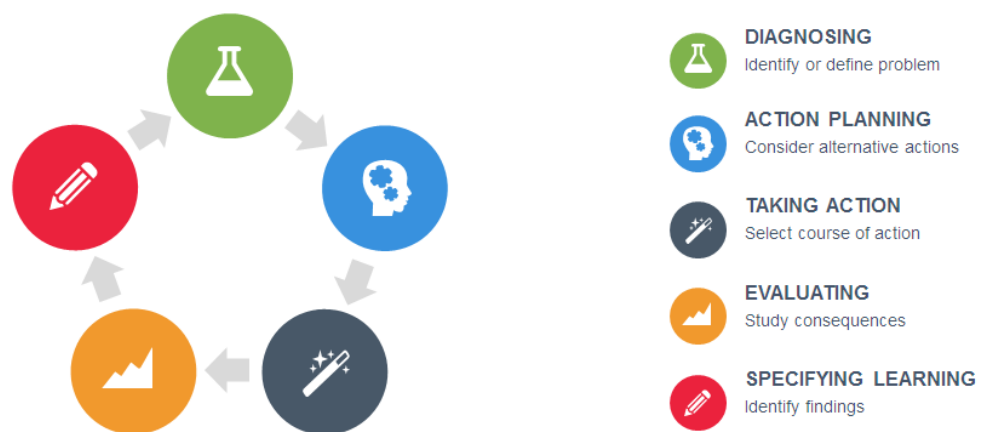 DIAGNOSING
Identify or define problem
ACTION PLANNING
Consider alternative actions
TAKING ACTION
Select course of action
EVALUATING
Study consequences
SPECIFYING LEARNING
Identify findings